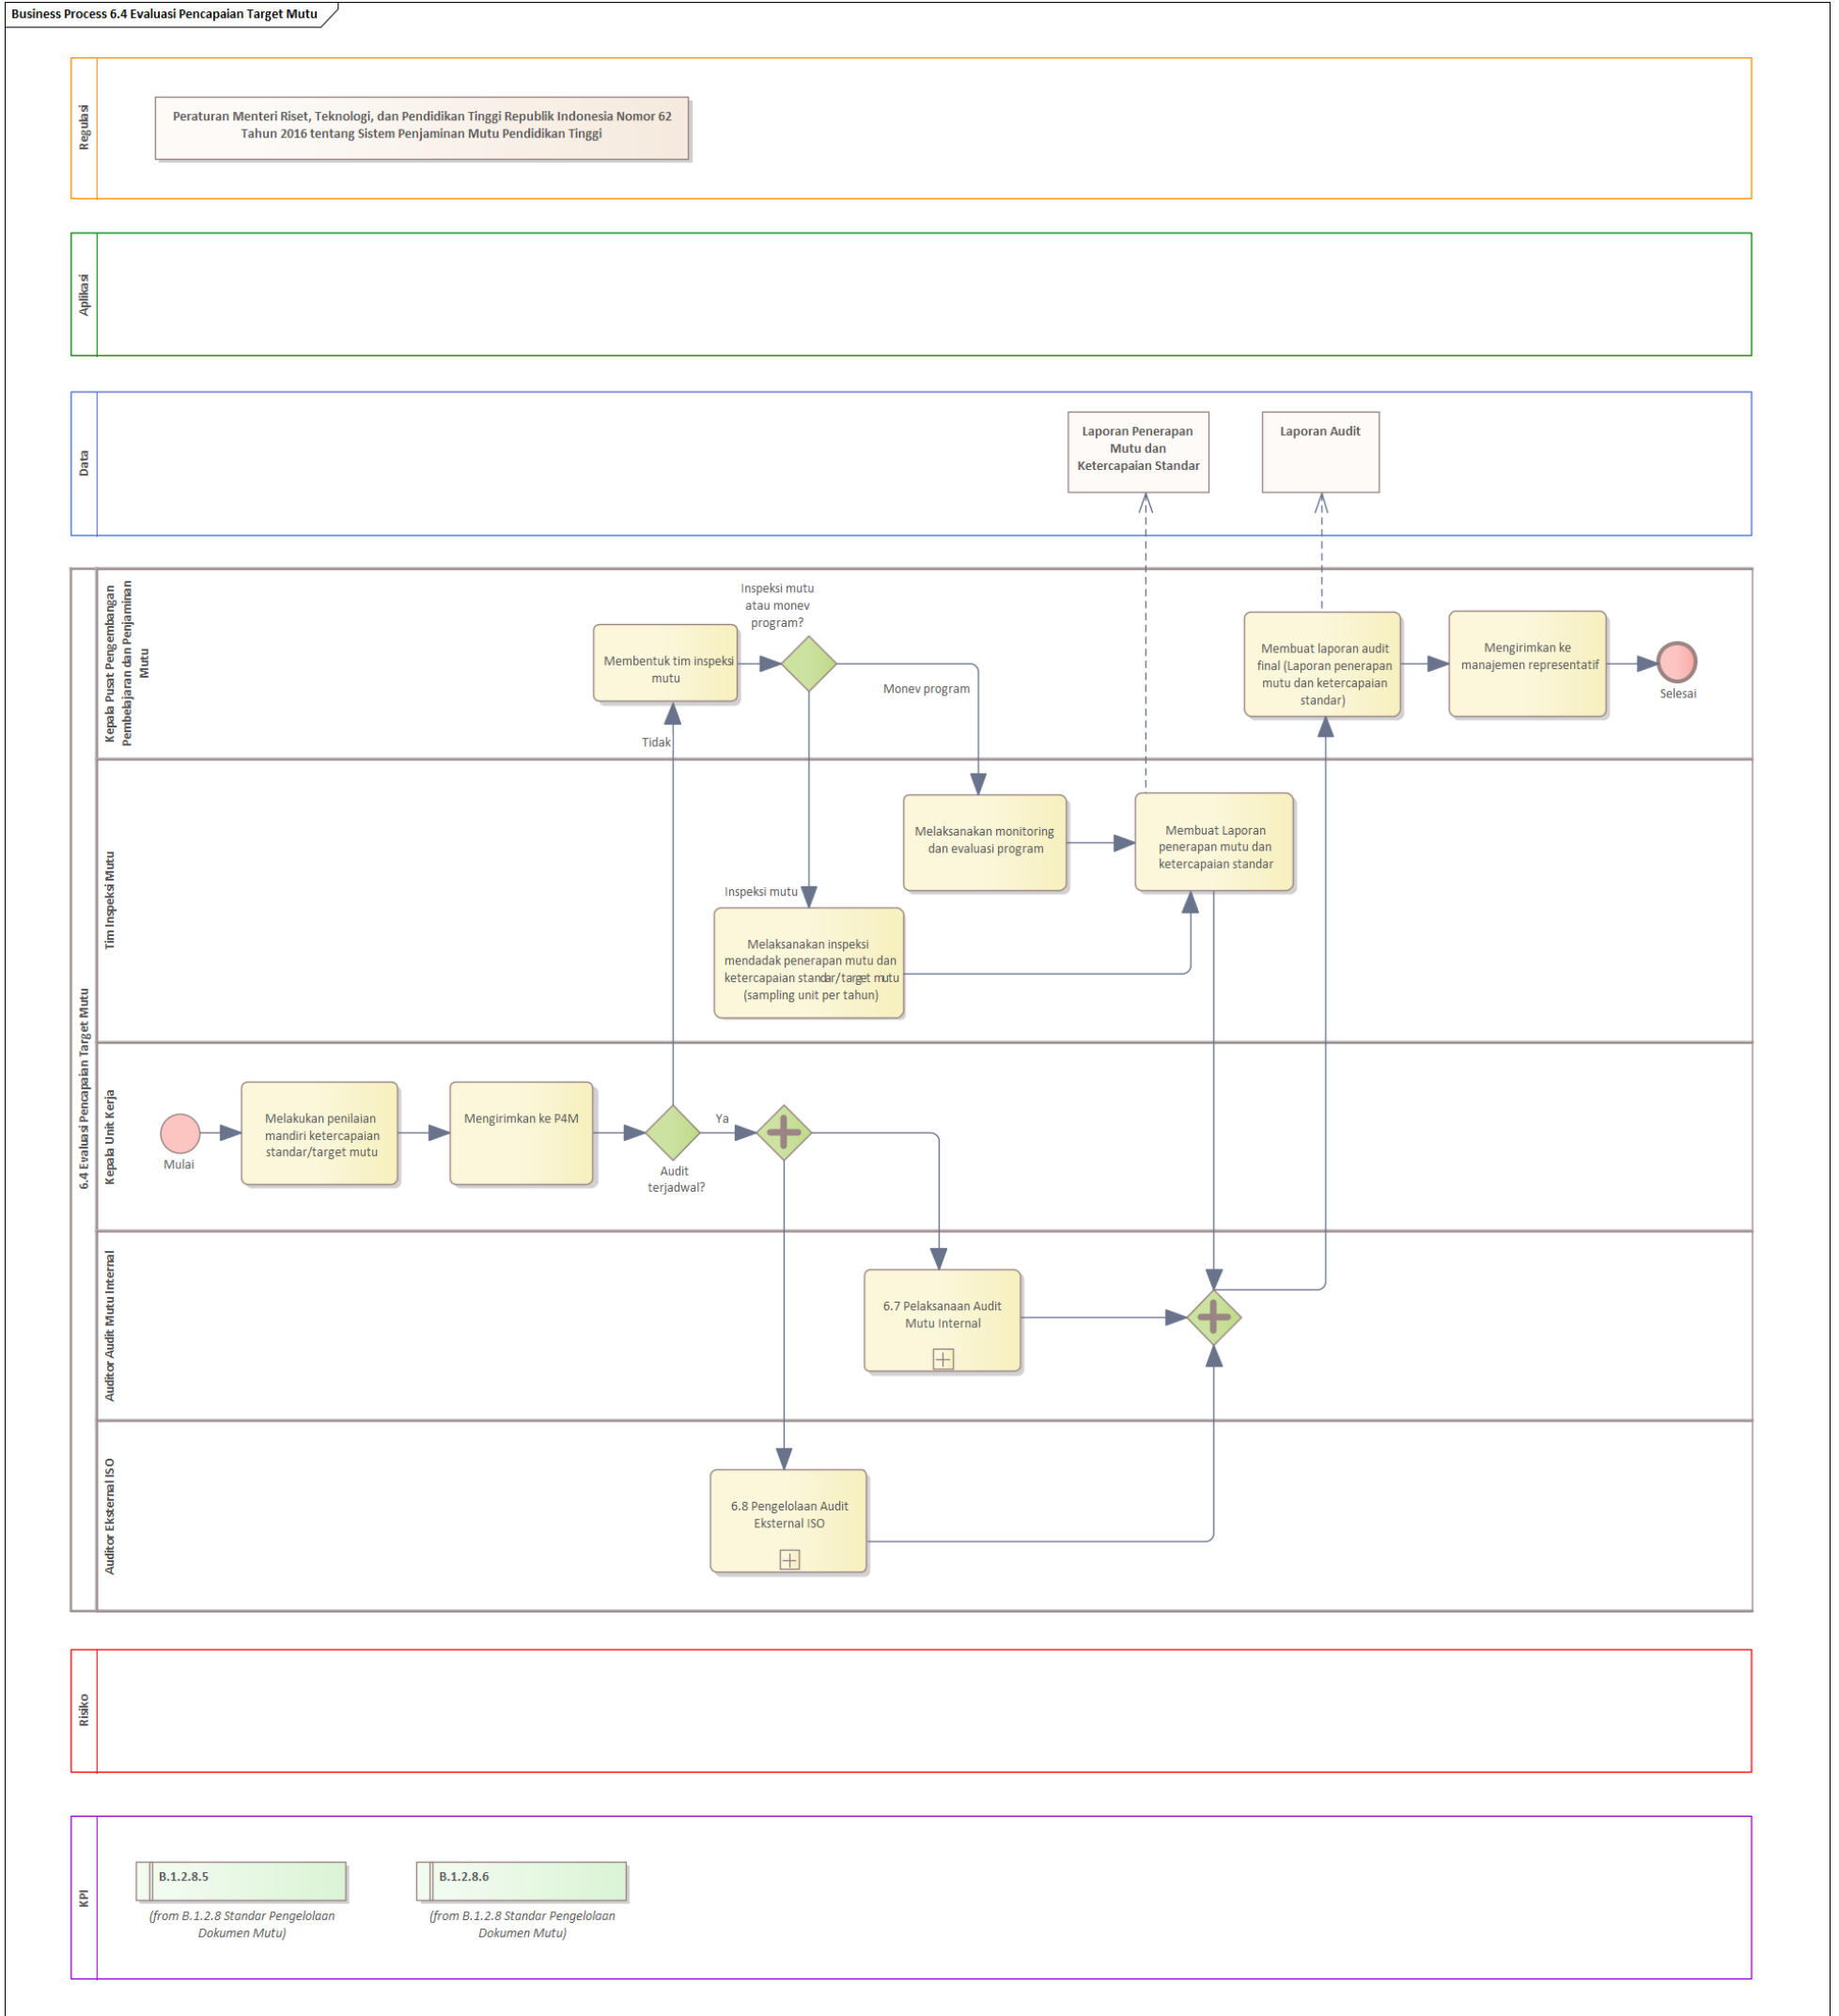 Business Process 6.4 Evaluasi Pencapaian Target Mutu
Regulasi
Peraturan Menteri Riset, Teknologi, dan Pendidikan Tinggi Republik Indonesia Nomor 62
Tahun 2016 tentang Sistem Penjaminan Mutu Pendidikan Tinggi
Aplikasi
Data
Laporan Penerapan
Mutu dan
Ketercapaian Standar
Laporan Audit
6.4 Evaluasi Pencapaian Target Mutu
Kepala Pusat Pengembangan
Pembelajaran dan Penjaminan
Mutu
Membentuk tim inspeksi
mutu
Inspeksi mutu
atau monev
program?
Monev program
Tidak
Membuat laporan audit
final (Laporan penerapan
mutu dan ketercapaian
standar)
Mengirimkan ke
manajemen representatif
Selesai
Tim Inspeksi Mutu
Melaksanakan monitoring
dan evaluasi program
Membuat Laporan
penerapan mutu dan
ketercapaian standar
Inspeksi mutu
Melaksanakan inspeksi
mendadak penerapan mutu dan
ketercapaian standar/target mutu
(sampling unit per tahun)
Kepala Unit Kerja
Mulai
Melakukan penilaian
mandiri ketercapaian
standar/target mutu
Mengirimkan ke P4M
Audit
terjadwal?
Ya
Auditor Audit Mutu Internal
6.7 Pelaksanaan Audit
Mutu Internal
Auditor Eksternal ISO
6.8 Pengelolaan Audit
Eksternal ISO
Risiko
KPI
B.1.2.8.5
(from B.1.2.8 Standar Pengelolaan
Dokumen Mutu)
B.1.2.8.6
(from B.1.2.8 Standar Pengelolaan
Dokumen Mutu)